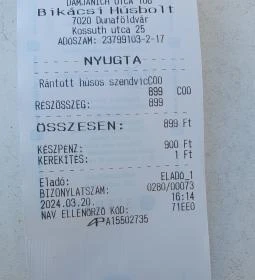 DAMJANICH UTCA 10B
Bikácsi Húsbolt
7020 Dunaföldvár
Kossuth utca 25
ADÓSZÁM: 23799103-2-17
NYUGTA
Rántott húsos szendvicC00
899 C00
RÉSZÖSSZEG: 899
ÖSSZESEN: 899 Ft
KÉSZPÉNZ: 900 Ft
KEREKÍTÉS: 1 Ft
Eladó: ELADO_1
BIZONYLATSZÁM: 0280/00073
2024.03.20. 16:14
NAV ELLENŐRZŐ KÓD: 71EE0
AP A15502735